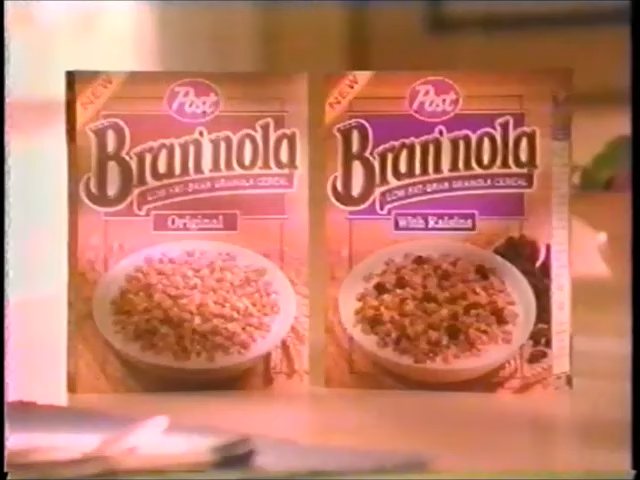 NEW
Post
Bran'nola
LOW FAT-BRAN GRANOLA CEREAL
Original
NEW
Post
Bran'nola
LOW FAT-BRAN GRANOLA CEREAL
With Raisins